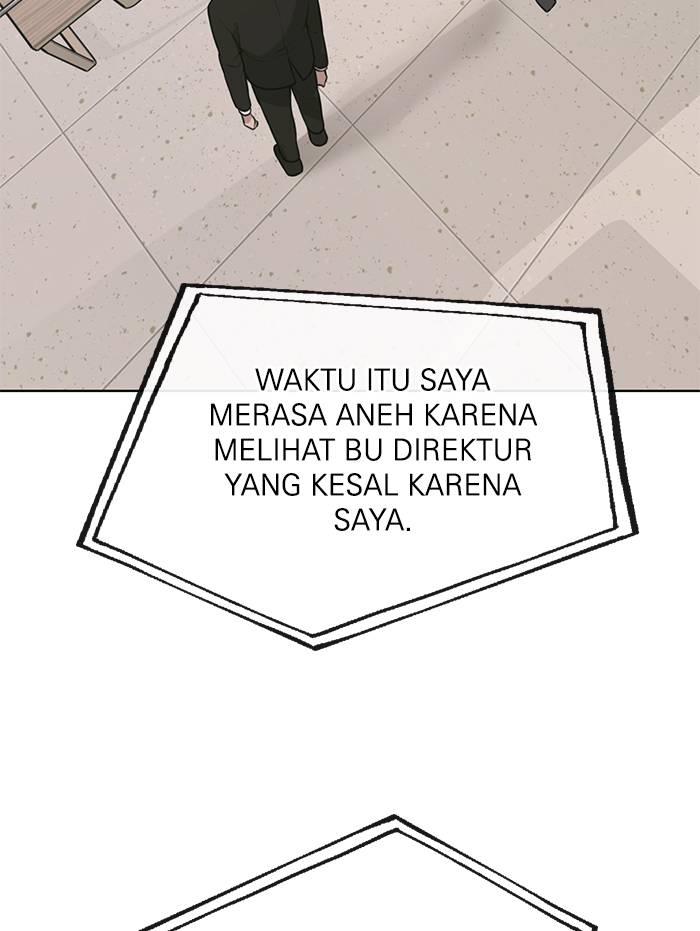 WAKTU ITU SAYA
MERASA ANEH KARENA
MELIHAT BU DIREKTUR
YANG KESAL KARENA
SAYA.